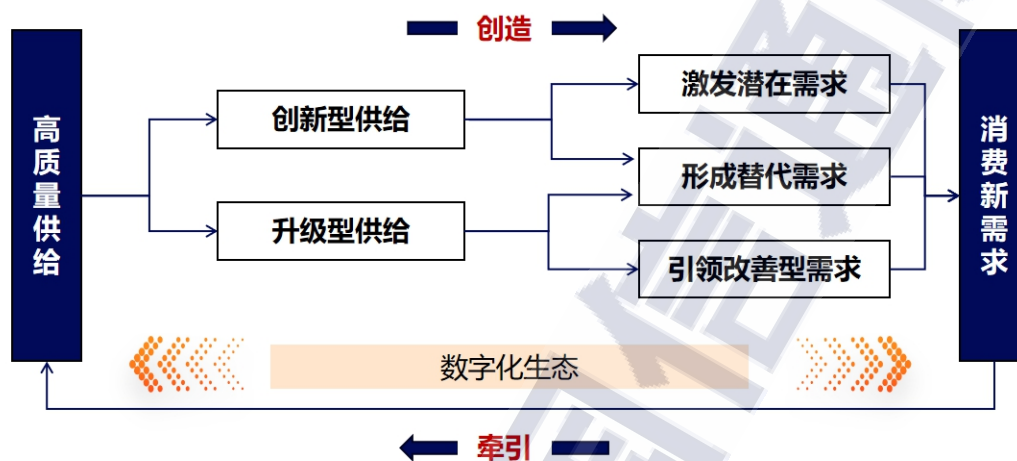 创造
高质量供给
创新型供给
升级型供给
激发潜在需求
形成替代需求
引领改善型需求
消费新需求
数字化生态
牵引